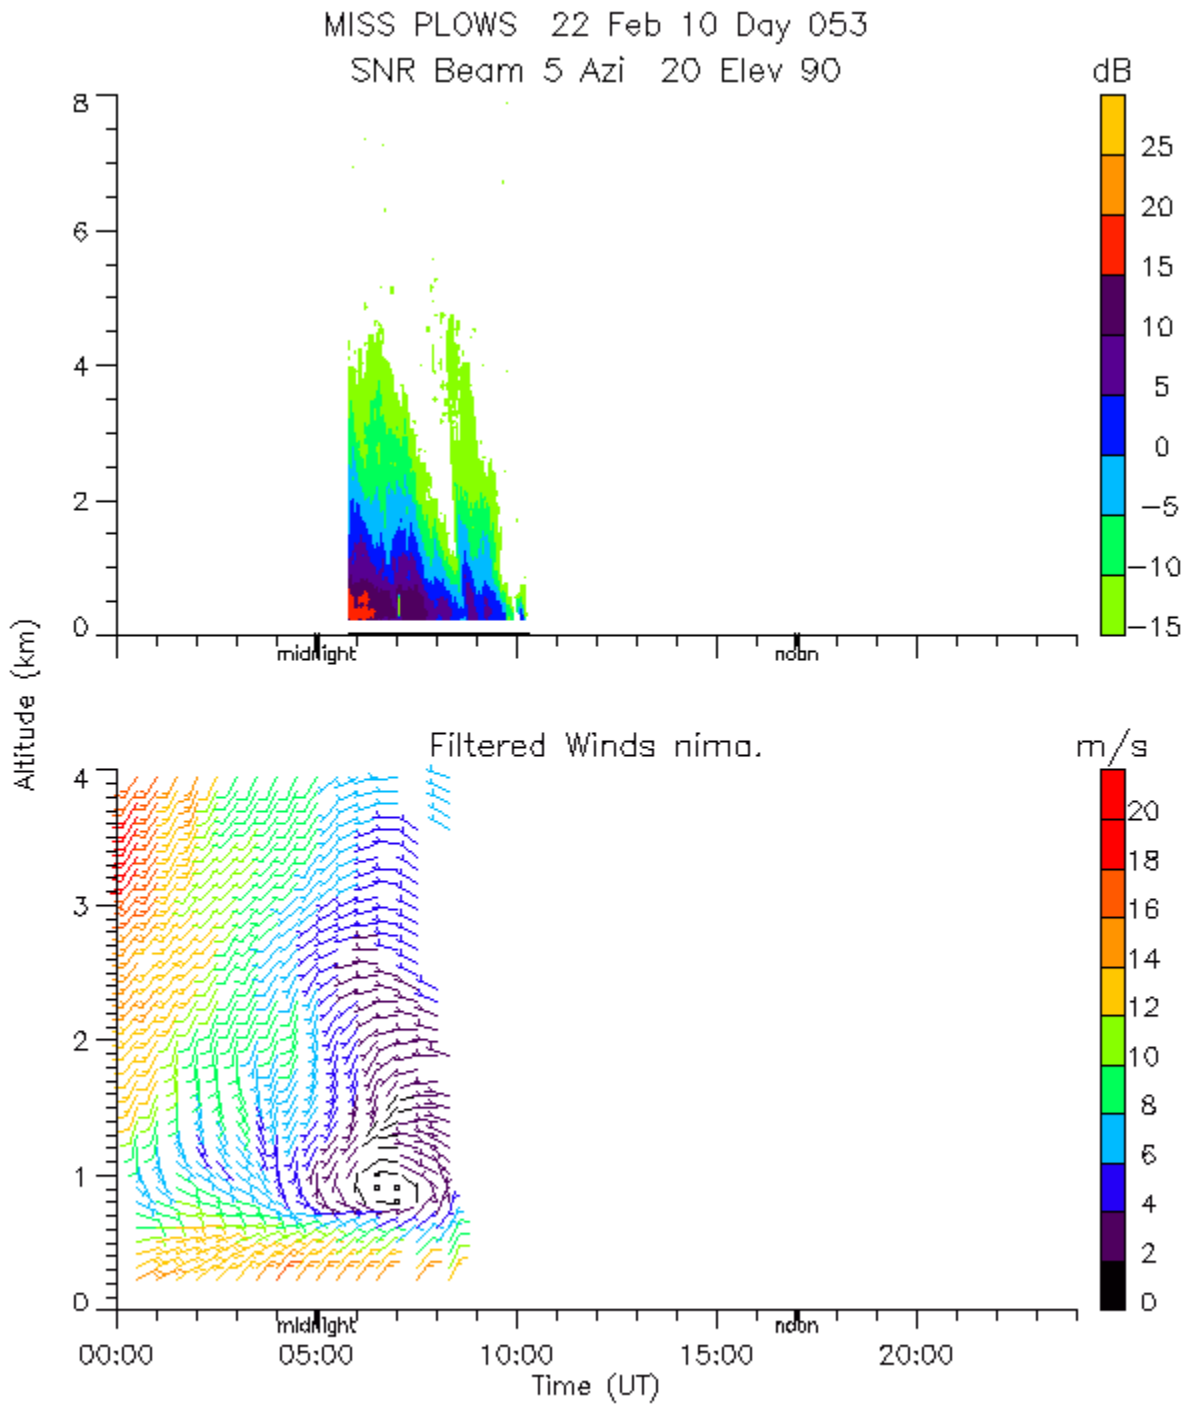 MISS PLOWS 22 Feb 10 Day 053
SNR Beam 5 Azi 20 Elev 90
dB
8
6
4
2
0
25
20
15
10
5
0
-5
-10
-15
midnight
noon
Altitude (km)
Filtered Winds nima.
m/s
4
3
2
1
0
20
18
16
14
12
10
8
6
4
2
0
midnight
noon
00:00 05:00 10:00 15:00 20:00
Time (UT)